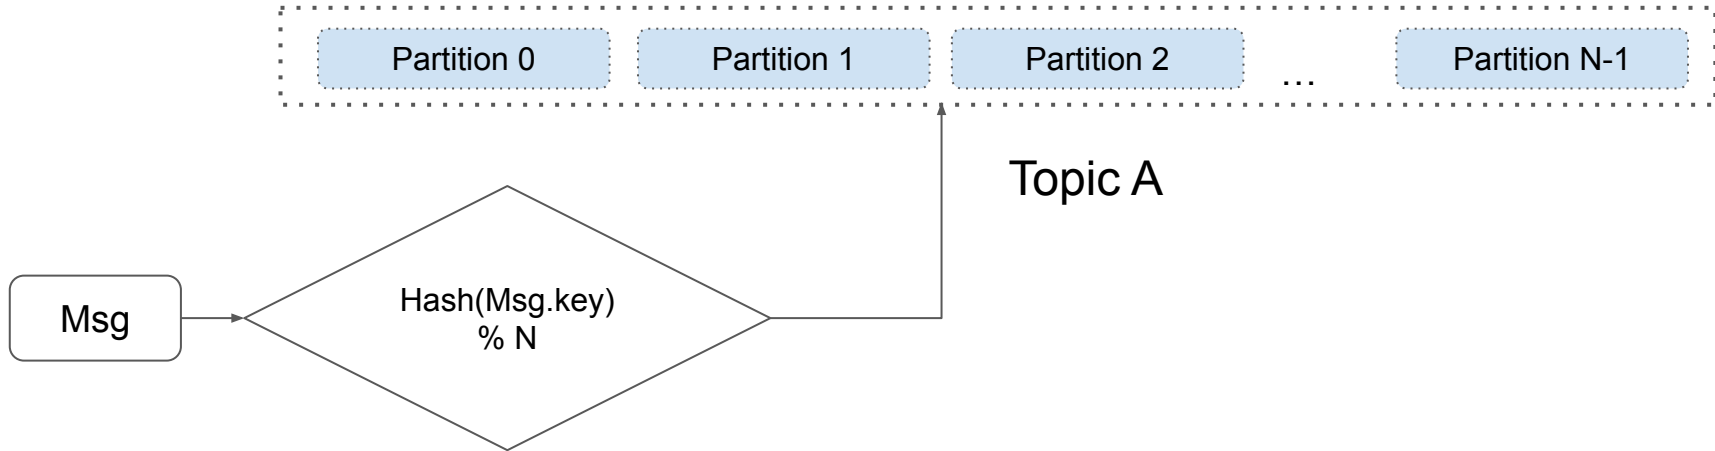 Partition 0
Partition 1
Partition 2
...
Partition N-1
Topic A
Msg
Hash(Msg.key)
% N